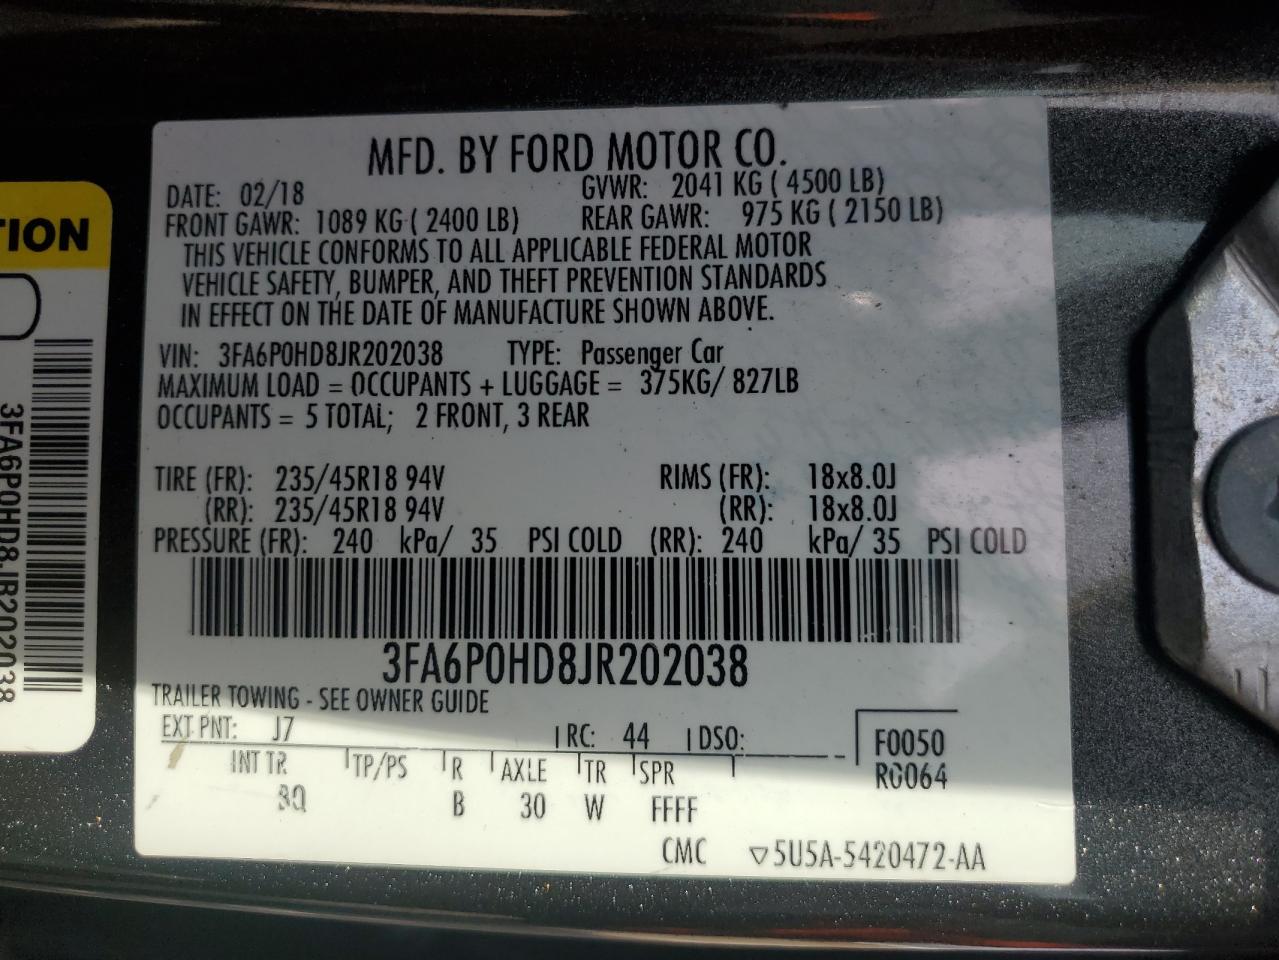 MFD. BY FORD MOTOR CO.
DATE: 02/18 GVWR: 2041 KG ( 4500 LB)
FRONT GAWR: 1089 KG ( 2400 LB) REAR GAWR: 975 KG ( 2150 LB)
THIS VEHICLE CONFORMS TO ALL APPLICABLE FEDERAL MOTOR
VEHICLE SAFETY, BUMPER, AND THEFT PREVENTION STANDARDS
IN EFFECT ON THE DATE OF MANUFACTURE SHOWN ABOVE.
VIN: 3FA6P0HD8JR202038 TYPE: Passenger Car
MAXIMUM LOAD = OCCUPANTS + LUGGAGE = 375KG/ 827LB
OCCUPANTS = 5 TOTAL; 2 FRONT, 3 REAR
TIRE (FR): 235/45R18 94V RIMS (FR): 18x8.0J
(RR): 235/45R18 94V (RR): 18x8.0J
PRESSURE (FR): 240 kPa/ 35 PSI COLD (RR): 240 kPa/ 35 PSI COLD
3FA6P0HD8JR202038
TRAILER TOWING - SEE OWNER GUIDE
EXT PNT: J7 RC: 44 DSO:
F0050
R0064
INT TR TP/PS R AXLE TR SPR
B 30 W FFFF
CMC ▽5U5A-5420472-AA
TION
3FA6P0HD8JR202038